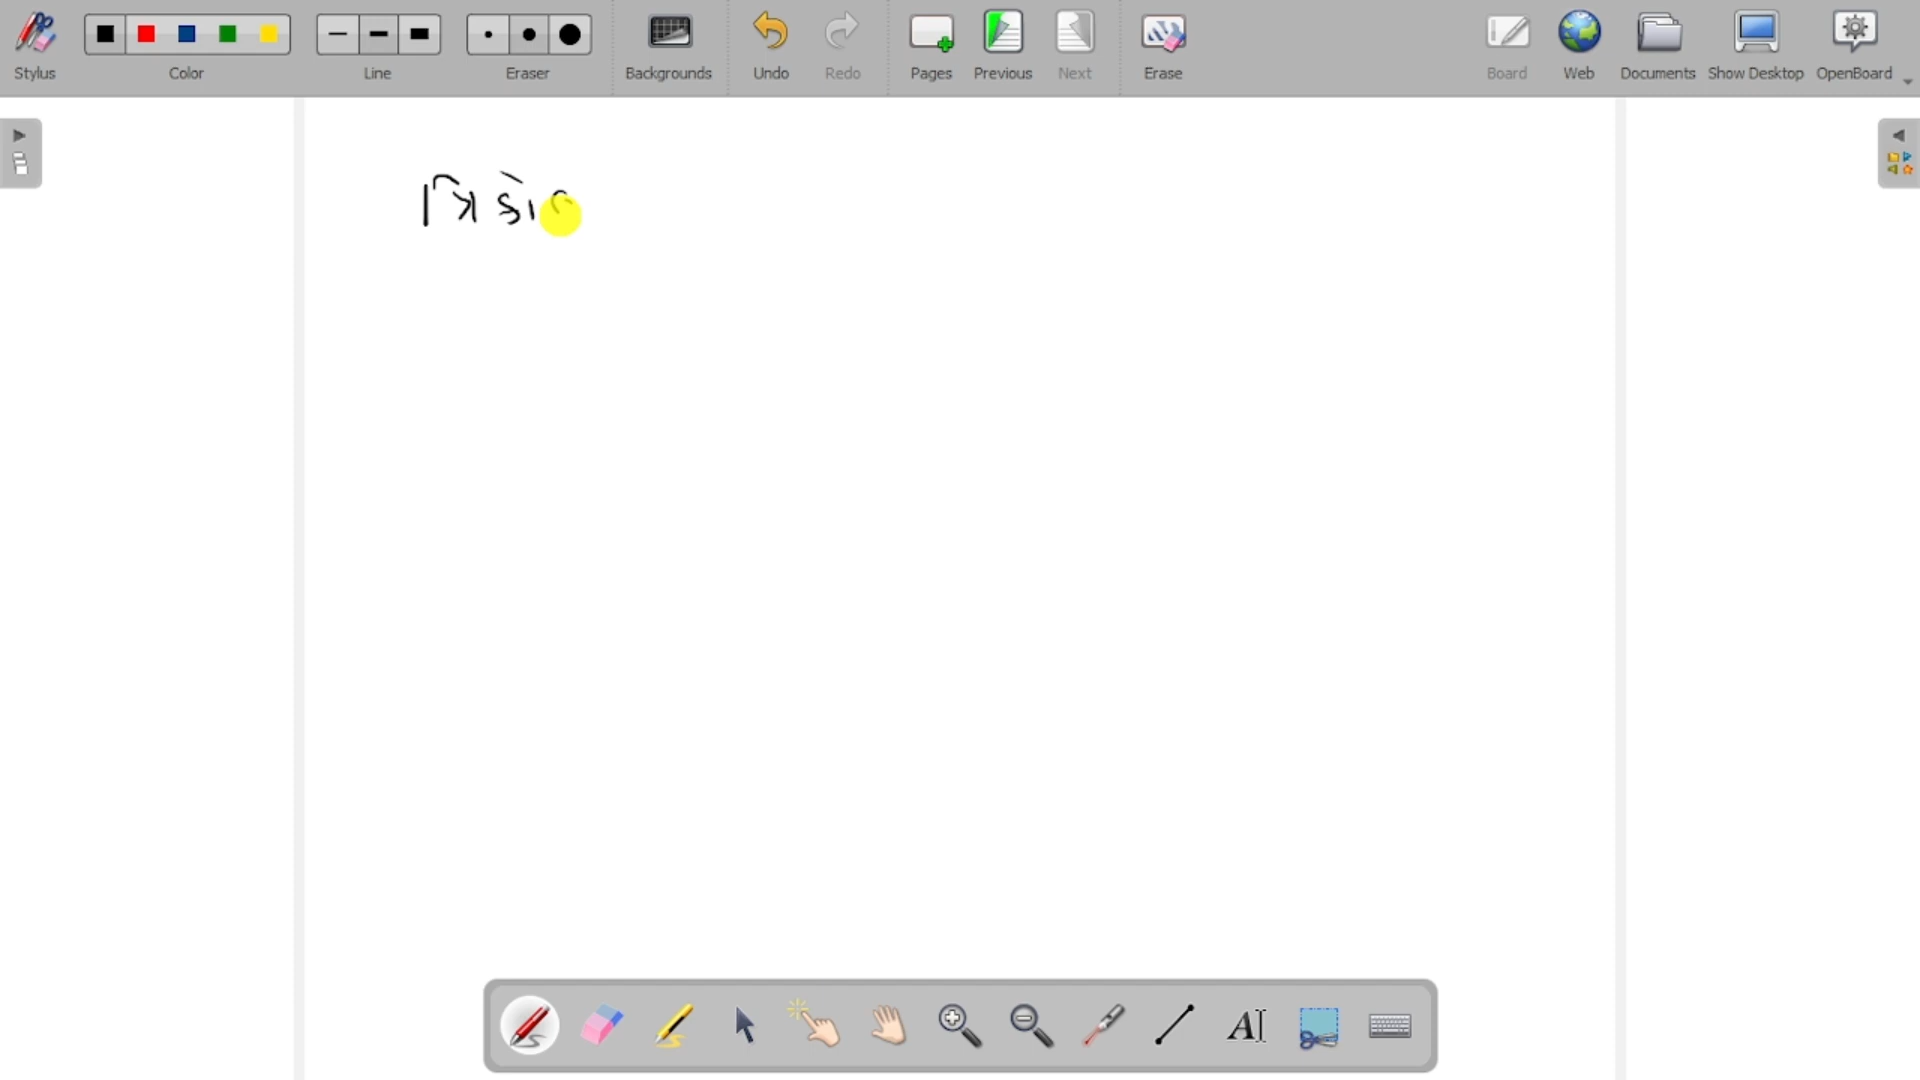 Stylus
Color
Line
Eraser
Backgrounds
Undo
Redo
Pages
Previous
Next
Erase
Board
Web
Documents
Show Desktop
OpenBoard